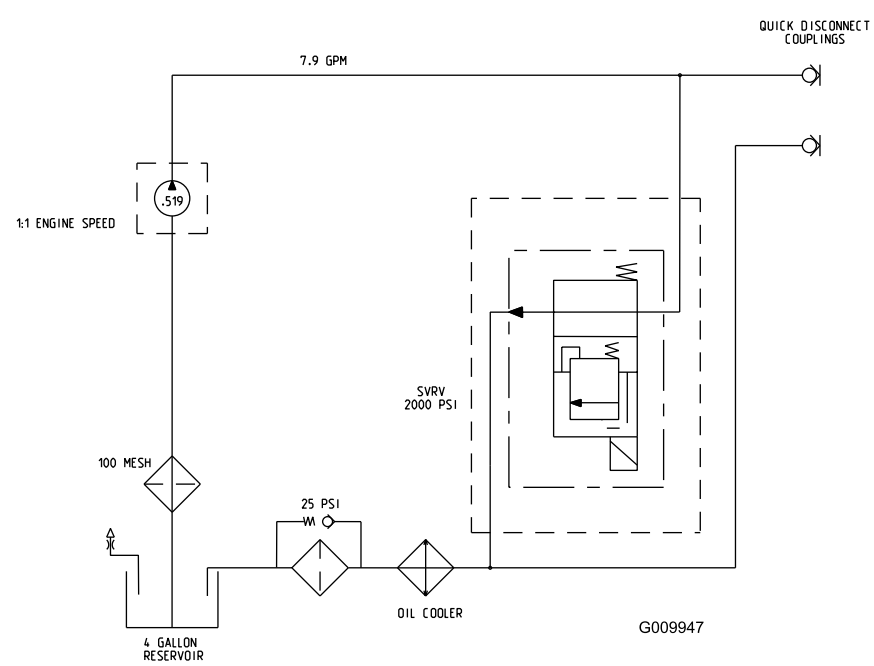 QUICK DISCONNECT
COUPLINGS
7.9 GPM
.519
1:1 ENGINE SPEED
SVRV
2000 PSI
100 MESH
25 PSI
OIL COOLER
G009947
4 GALLON
RESERVOIR